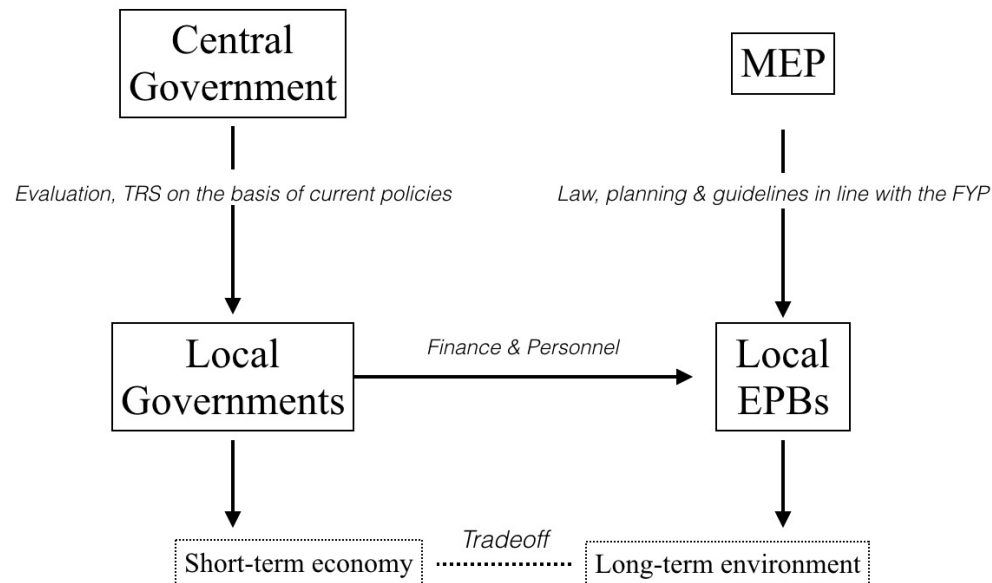 Central
Government
MEP
Evaluation, TRS on the basis of current policies
Law, planning & guidelines in line with the FYP
Local
Governments
Finance & Personnel
Local
EPBs
Short-term economy
Tradeoff
Long-term environment